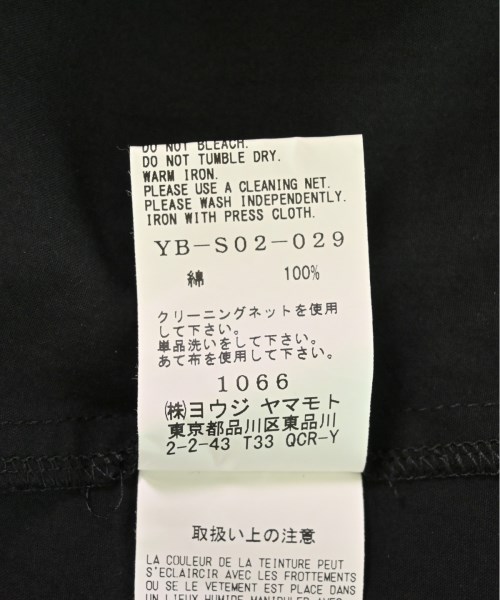 DO NOT BLEACH.
DO NOT TUMBLE DRY.
WARM IRON.
PLEASE USE A CLEANING NET.
PLEASE WASH INDEPENDENTLY.
IRON WITH PRESS CLOTH.
YB-S02-029
綿 100%
クリーニングネットを使用
して下さい。
単品洗いをして下さい。
あて布を使用して下さい。
1066
㈱ヨウジ ヤマモト
東京都品川区東品川
2-2-43 T33 QCR-Y
取扱い上の注意
LA COULEUR DE LA TEINTURE PEUT
S'ECLAIRCIR AVEC LES FROTTEMENTS
OU SE LE VETEMENT EST PLACE DANS
UN LIEUX HUMIDE MANIPULER AVEC